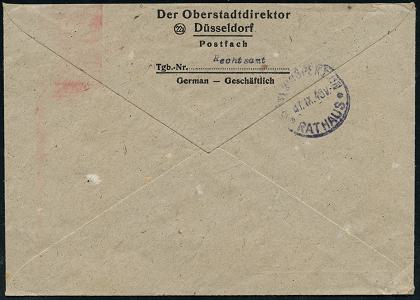 Der Oberstadtdirektor
(22) Düsseldorf
Postfach
Rechtsamt
Tgb.-Nr.
German — Geschäftlich
RATHAUS